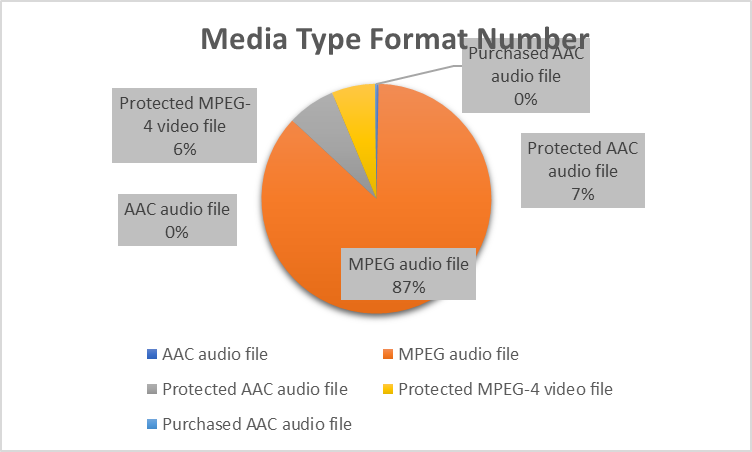 Media Type Format Number
Purchased AAC
audio file
0%
Protected MPEG-
4 video file
6%
Protected AAC
audio file
7%
AAC audio file
0%
MPEG audio file
87%
AAC audio file
MPEG audio file
Protected AAC audio file
Protected MPEG-4 video file
Purchased AAC audio file